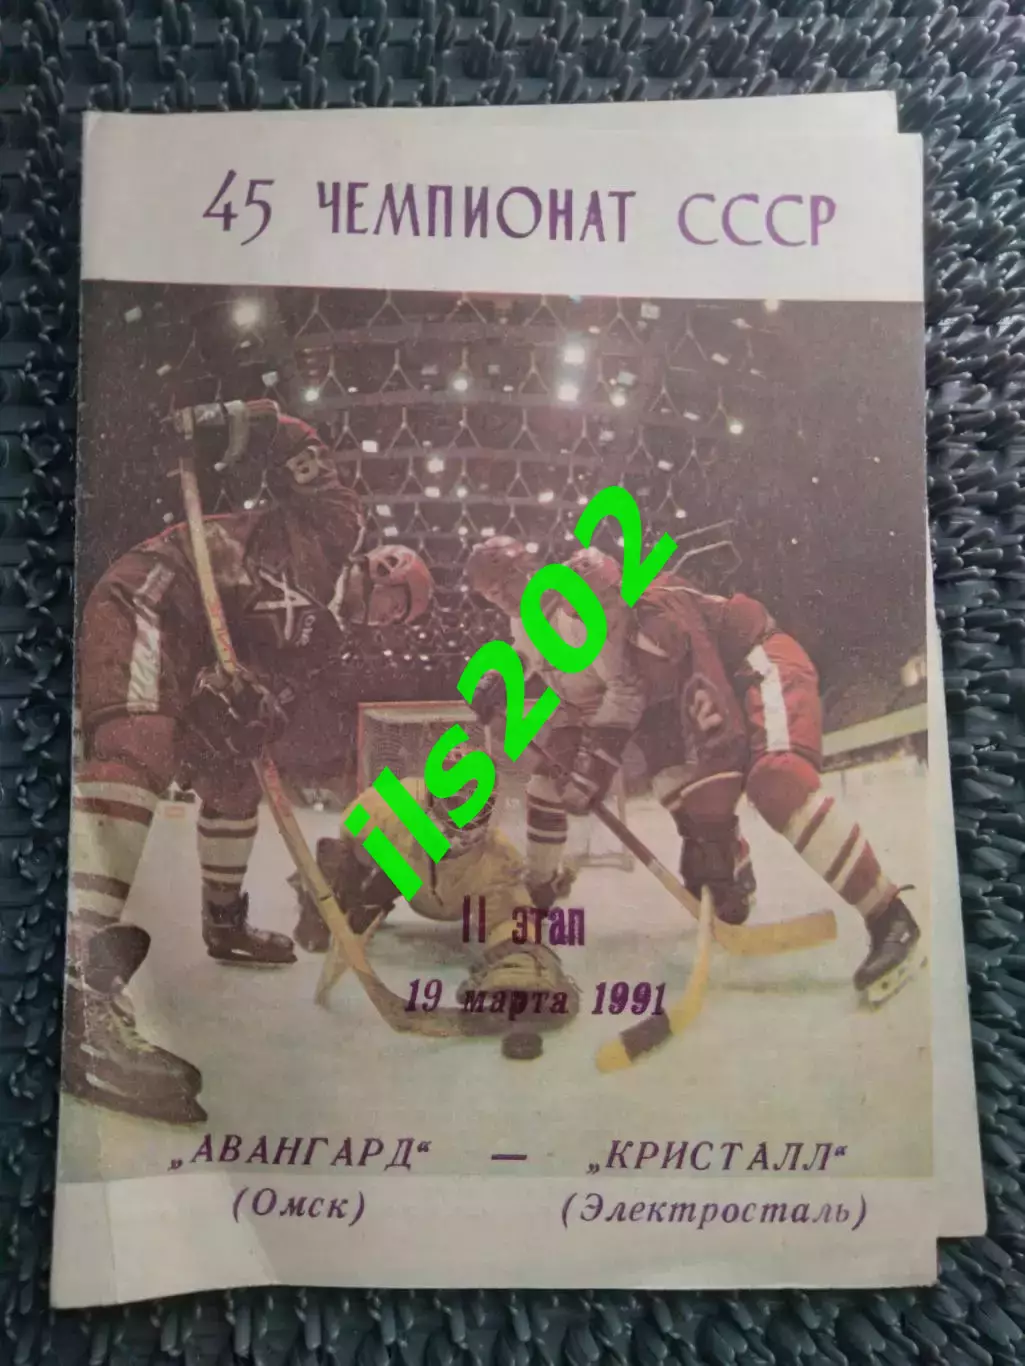 45 ЧЕМПИОНАТ СССР
ils202
II этап
19 марта 1991
„АВАНГАРД“ — „КРИСТАЛЛ“
(Омск) (Электросталь)